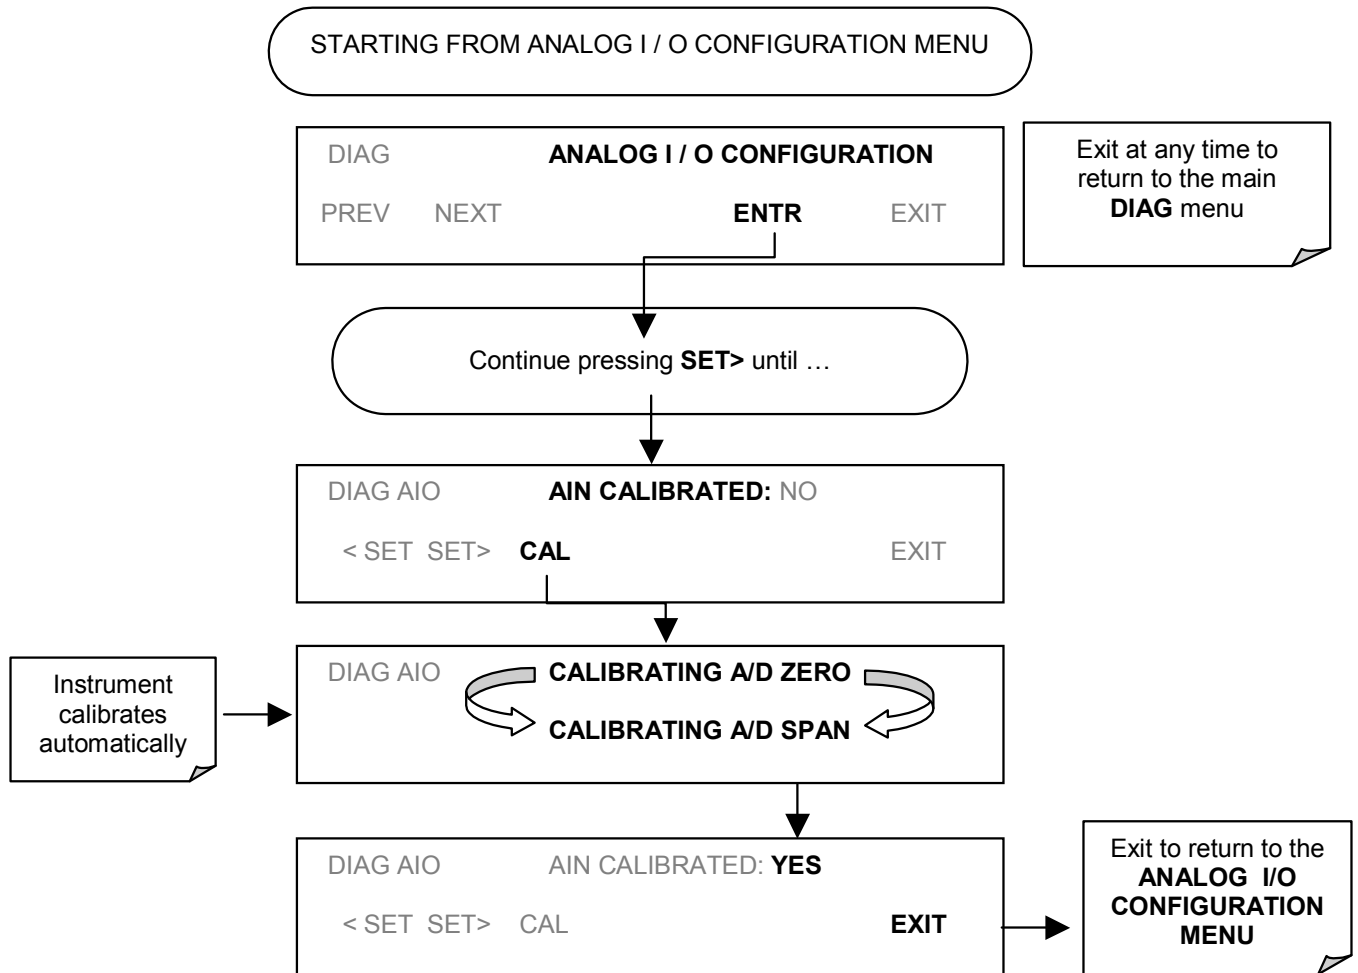 STARTING FROM ANALOG I / O CONFIGURATION MENU
DIAG ANALOG I / O CONFIGURATION
PREV NEXT ENTR EXIT
Exit at any time to
return to the main
DIAG menu
Continue pressing SET> until …
DIAG AIO AIN CALIBRATED: NO
< SET SET> CAL EXIT
Instrument
calibrates
automatically
DIAG AIO CALIBRATING A/D ZERO
CALIBRATING A/D SPAN
DIAG AIO AIN CALIBRATED: YES
< SET SET> CAL EXIT
Exit to return to the
ANALOG I/O
CONFIGURATION
MENU